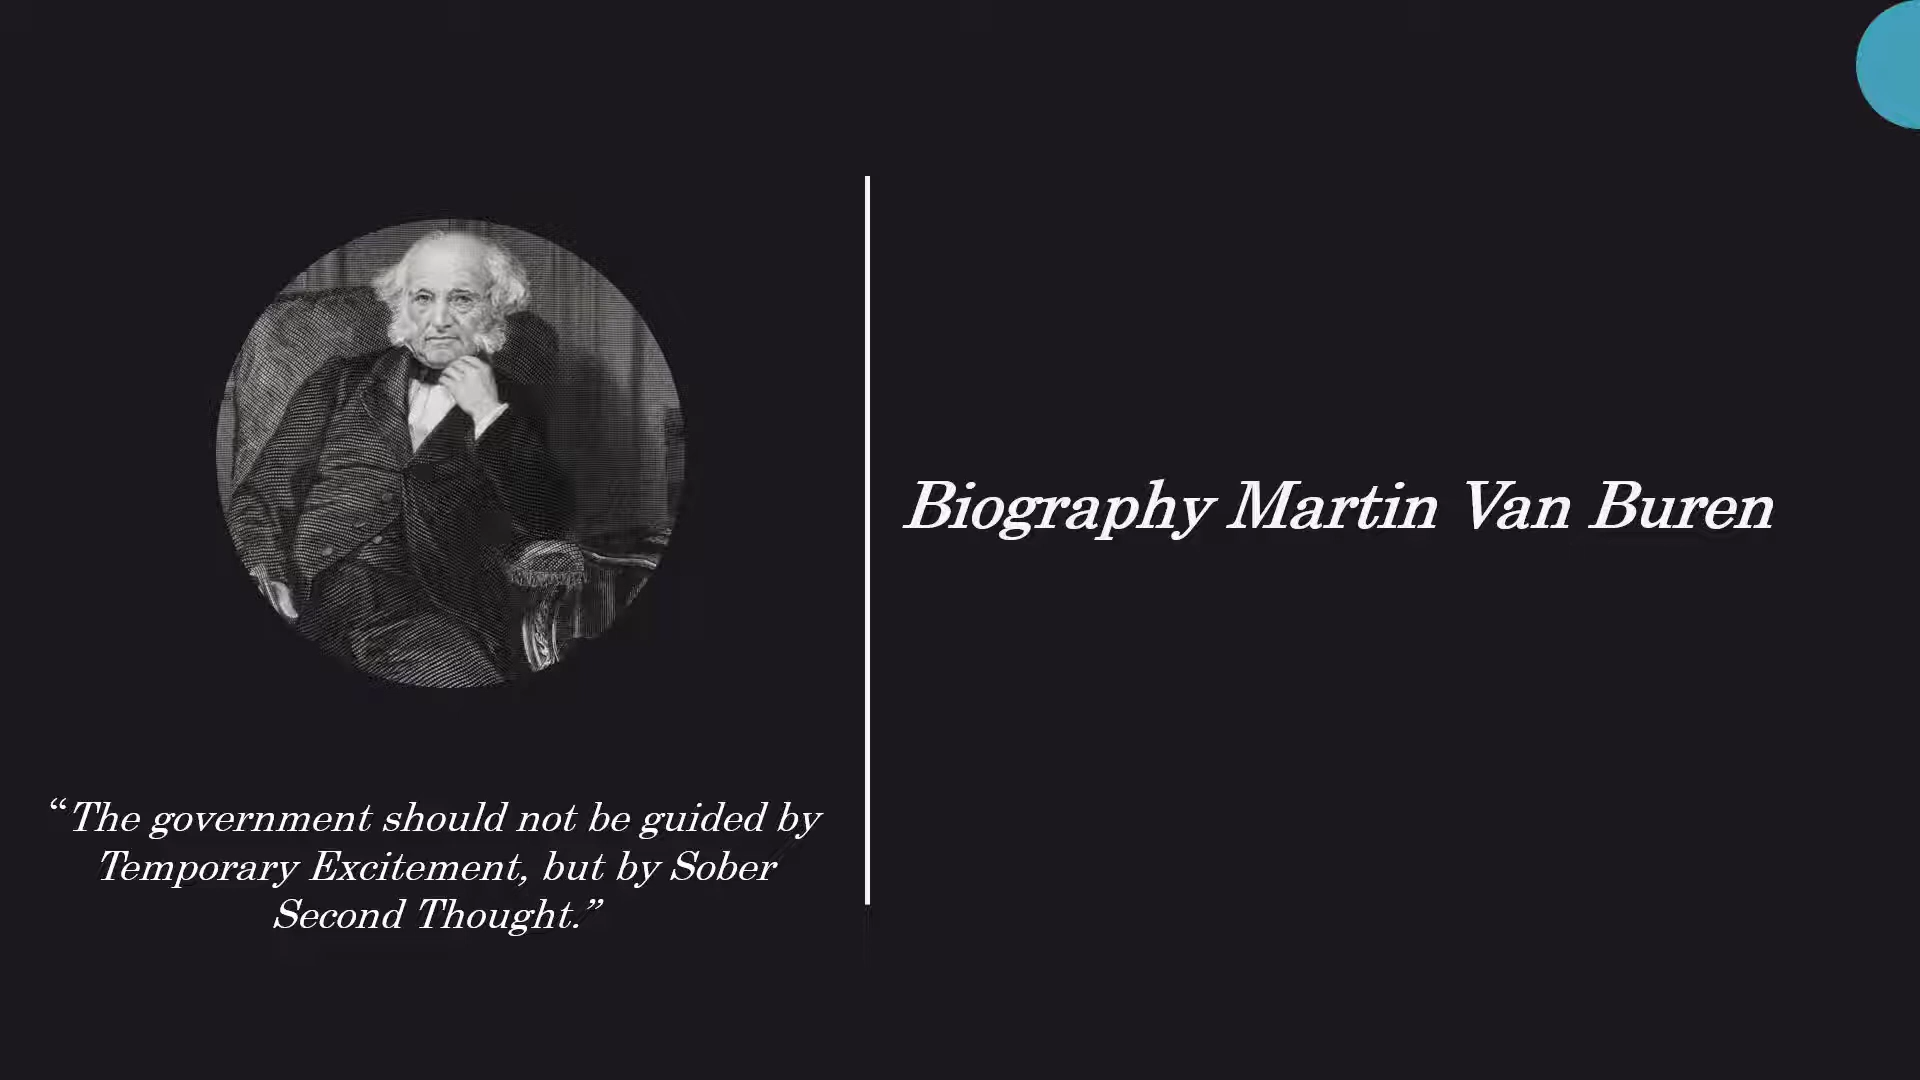 “The government should not be guided by
Temporary Excitement, but by Sober
Second Thought.”
Biography Martin Van Buren